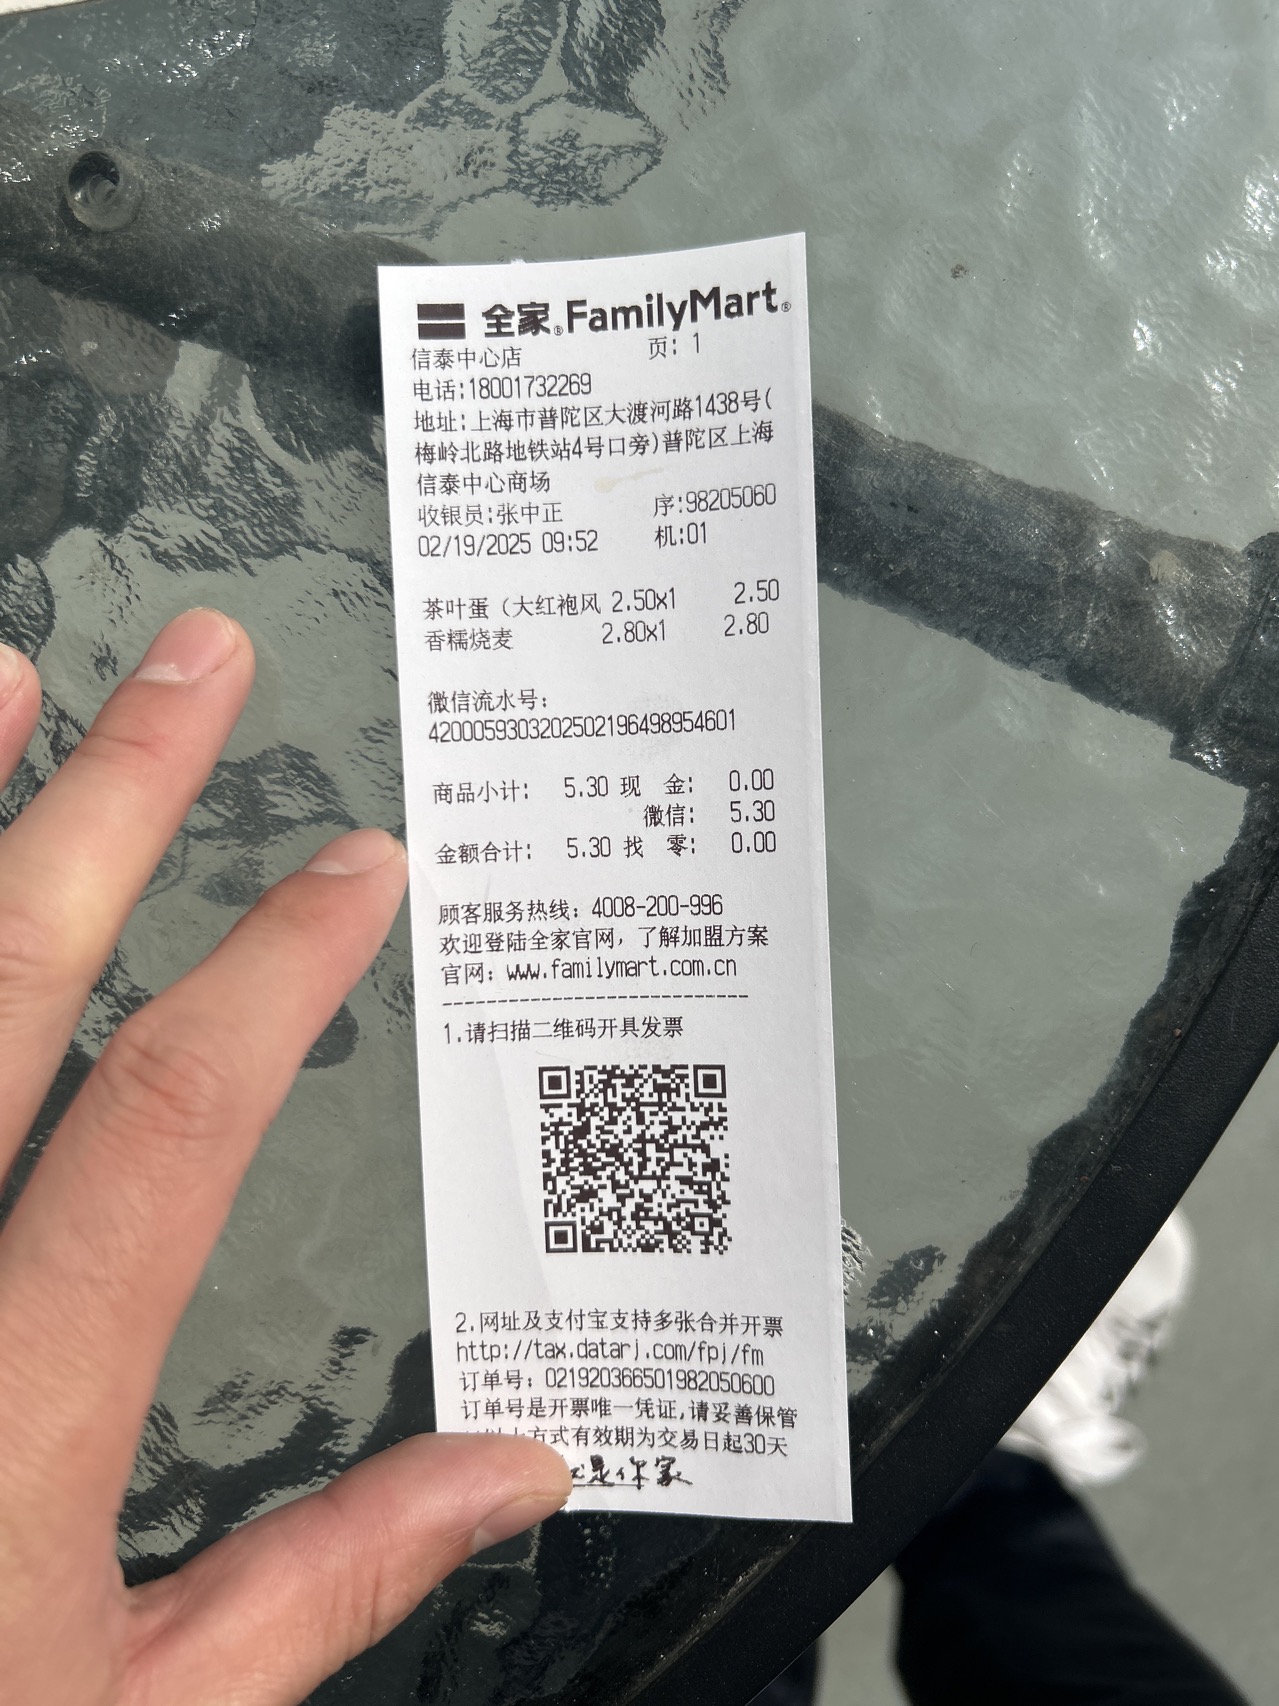 全家® FamilyMart®
信泰中心店 页: 1
电话:18001732269
地址:上海市普陀区大渡河路1438号(
梅岭北路地铁站4号口旁)普陀区上海
信泰中心商场
收银员:张中正 序:98205060
02/19/2025 09:52 机:01
茶叶蛋(大红袍风 2.50x1 2.50
香糯烧麦 2.80x1 2.80
微信流水号:
4200059303202502196498954601
商品小计: 5.30 现 金: 0.00
微信: 5.30
金额合计: 5.30 找 零: 0.00
顾客服务热线: 4008-200-996
欢迎登陆全家官网,了解加盟方案
官网: www.familymart.com.cn
----------------------------
1.请扫描二维码开具发票
2.网址及支付宝支持多张合并开票
http://tax.datarj.com/fpj/fm
订单号: 021920366501982050600
订单号是开票唯一凭证,请妥善保管
方式有效期为交易日起30天
是你家